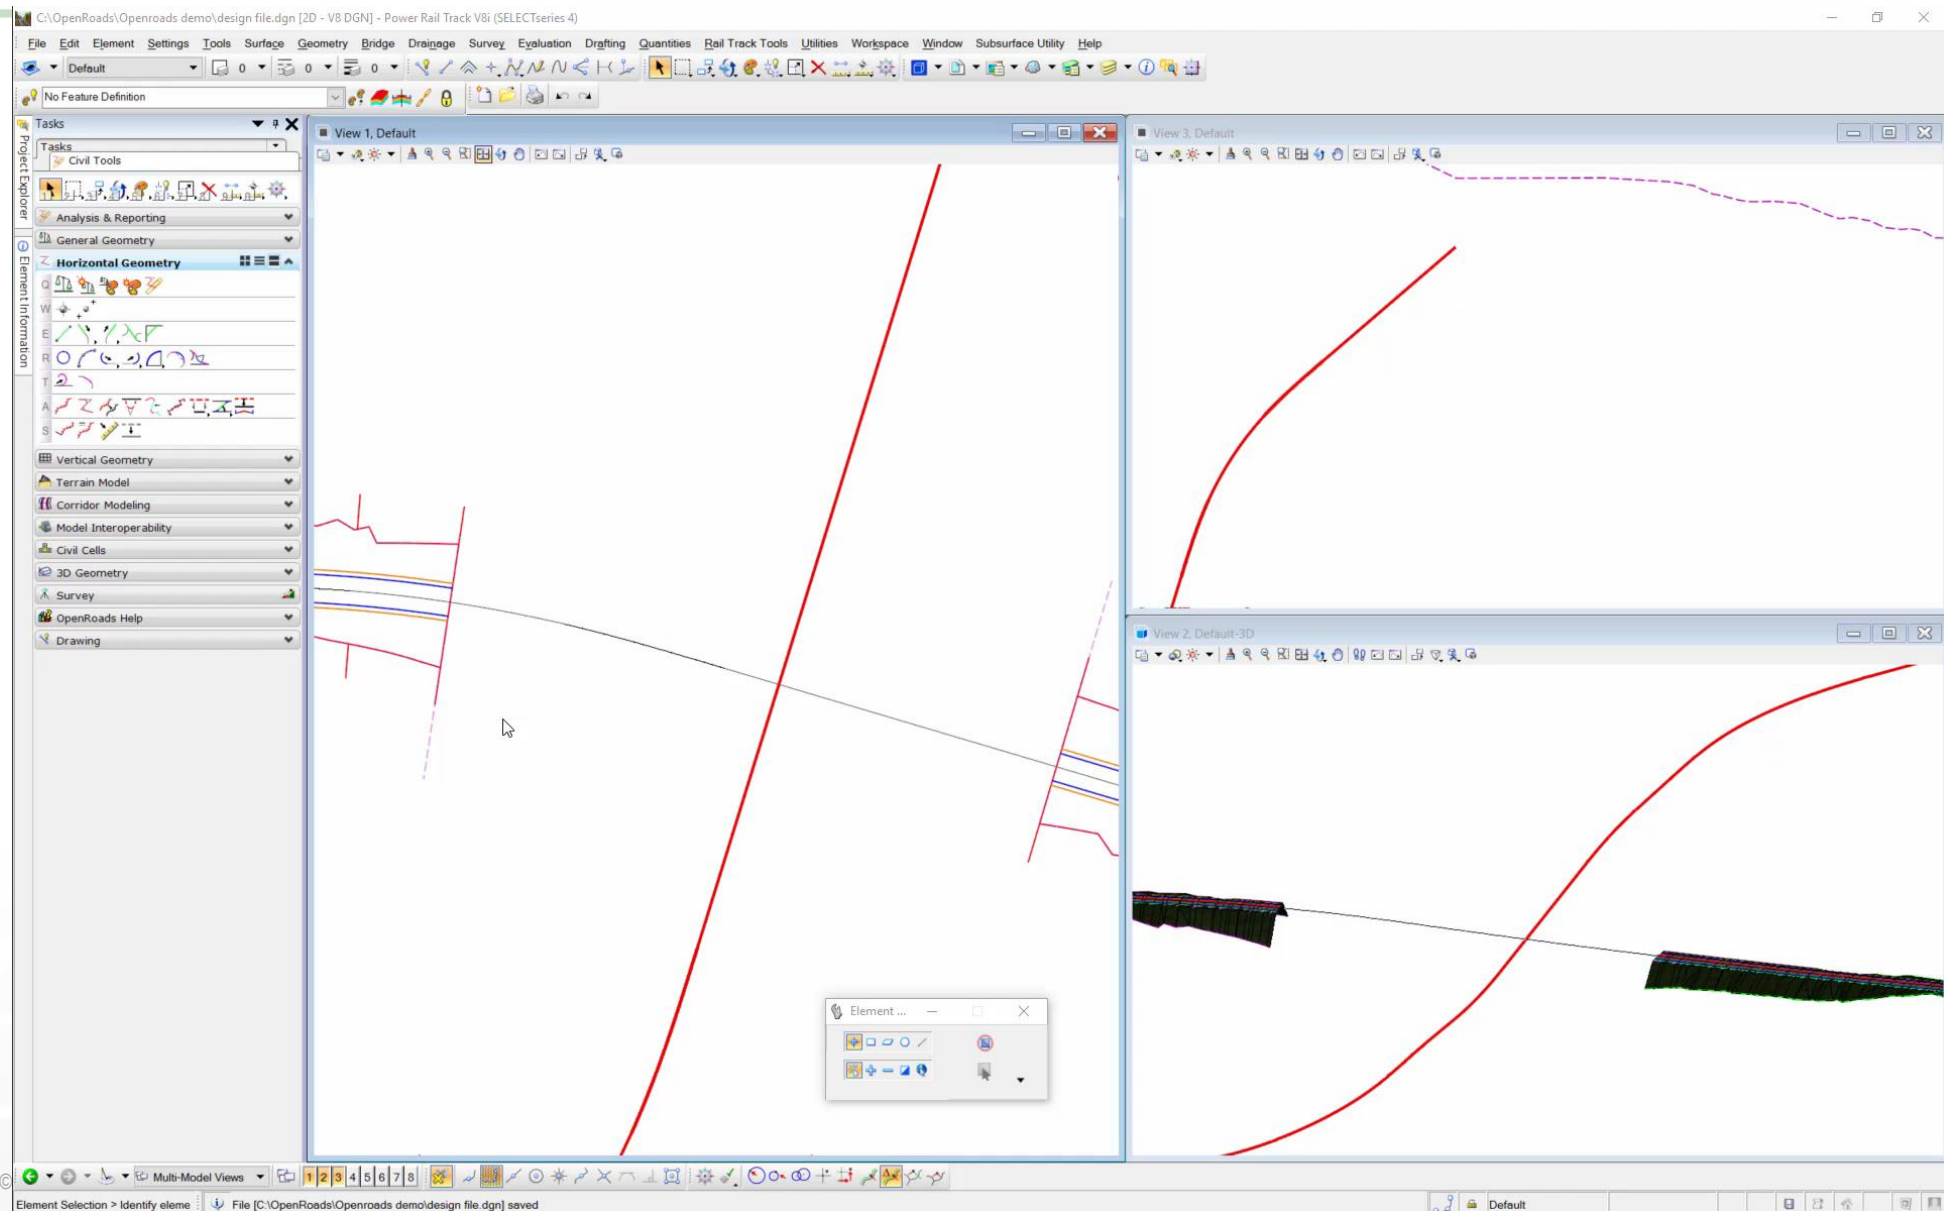 C:\OpenRoads\Openroads demo\design file.dgn [2D - V8 DGN] - Power Rail Track V8i (SELECTseries 4)
File Edit Element Settings Tools Surface Geometry Bridge Drainage Survey Evaluation Drafting Quantities Rail Track Tools Utilities Workspace Window Subsurface Utility Help
Default 0 0 0
No Feature Definition
Tasks
Tasks
Civil Tools
Project Explorer
Element Information
Analysis & Reporting
General Geometry
Horizontal Geometry
Q
W
E
R
T
A
S
Vertical Geometry
Terrain Model
Corridor Modeling
Model Interoperability
Civil Cells
3D Geometry
Survey
OpenRoads Help
Drawing
View 1, Default
View 3, Default
View 2, Default-3D
Element ...
Multi-Model Views 1 2 3 4 5 6 7 8
Element Selection > Identify eleme File [C:\OpenRoads\Openroads demo\design file.dgn] saved Default
©